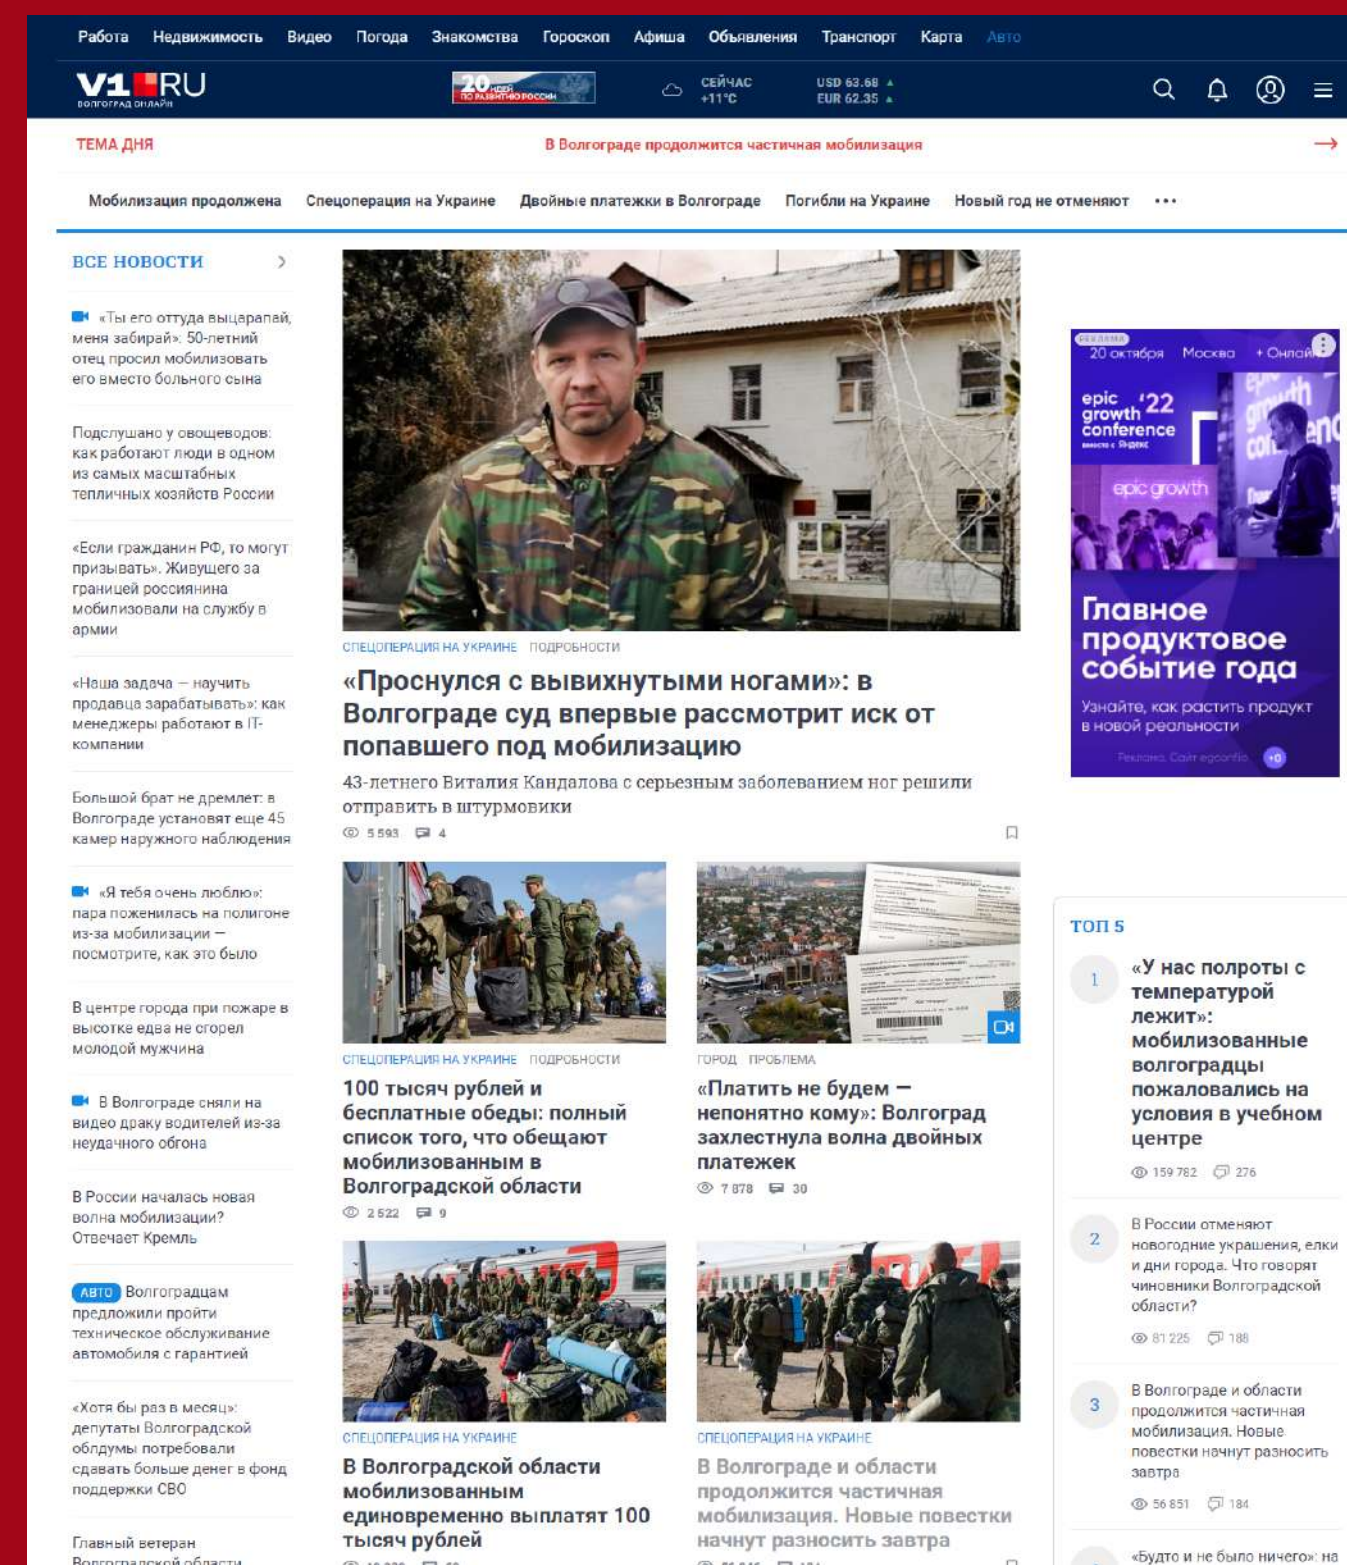 Работа Недвижимость Видео Погода Знакомства Гороскоп Афиша Объявления Транспорт Карта Авто
V1 RU
ВОЛГОГРАД ОНЛАЙН
20 ИДЕЙ
ПО РАЗВИТИЮ РОССИИ
СЕЙЧАС
+11°C
USD 63.68
EUR 62.35
ТЕМА ДНЯ
В Волгограде продолжится частичная мобилизация
Мобилизация продолжена Спецоперация на Украине Двойные платежки в Волгограде Погибли на Украине Новый год не отменяют
ВСЕ НОВОСТИ
«Ты его оттуда выцарапай,
меня забирай»: 50-летний
отец просил мобилизовать
его вместо больного сына
Подслушано у овощеводов:
как работают люди в одном
из самых масштабных
тепличных хозяйств России
«Если гражданин РФ, то могут
призывать». Живущего за
границей россиянина
мобилизовали на службу в
армии
«Наша задача — научить
продавца зарабатывать»: как
менеджеры работают в IT-
компании
Большой брат не дремлет: в
Волгограде установят еще 45
камер наружного наблюдения
«Я тебя очень люблю»:
пара поженилась на полигоне
из-за мобилизации —
посмотрите, как это было
В центре города при пожаре в
высотке едва не сгорел
молодой мужчина
В Волгограде сняли на
видео драку водителей из-за
неудачного обгона
В России началась новая
волна мобилизации?
Отвечает Кремль
АВТО Волгоградцам
предложили пройти
техническое обслуживание
автомобиля с гарантией
«Хотя бы раз в месяц»:
депутаты Волгоградской
облдумы потребовали
сдавать больше денег в фонд
поддержки СВО
Главный ветеран
Волгоградской области
СПЕЦОПЕРАЦИЯ НА УКРАИНЕ ПОДРОБНОСТИ
«Проснулся с вывихнутыми ногами»: в
Волгограде суд впервые рассмотрит иск от
попавшего под мобилизацию
43-летнего Виталия Кандалова с серьезным заболеванием ног решили
отправить в штурмовики
5 593 4
СПЕЦОПЕРАЦИЯ НА УКРАИНЕ ПОДРОБНОСТИ
100 тысяч рублей и
бесплатные обеды: полный
список того, что обещают
мобилизованным в
Волгоградской области
2 522 9
ГОРОД ПРОБЛЕМА
«Платить не будем —
непонятно кому»: Волгоград
захлестнула волна двойных
платежек
7 878 30
СПЕЦОПЕРАЦИЯ НА УКРАИНЕ
В Волгоградской области
мобилизованным
единовременно выплатят 100
тысяч рублей
СПЕЦОПЕРАЦИЯ НА УКРАИНЕ
В Волгограде и области
продолжится частичная
мобилизация. Новые повестки
начнут разносить завтра
РЕКЛАМА
20 октября Москва + Онлайн
epic
growth '22
conference
вместе с Яндекс
epic growth
Главное
продуктовое
событие года
Узнайте, как растить продукт
в новой реальности
ТОП 5
1
«У нас полроты с
температурой
лежит»:
мобилизованные
волгоградцы
пожаловались на
условия в учебном
центре
159 782 276
2
В России отменяют
новогодние украшения, елки
и дни города. Что говорят
чиновники Волгоградской
области?
81 225 188
3
В Волгограде и области
продолжится частичная
мобилизация. Новые
повестки начнут разносить
завтра
56 851 184
«Будто и не было ничего»: на